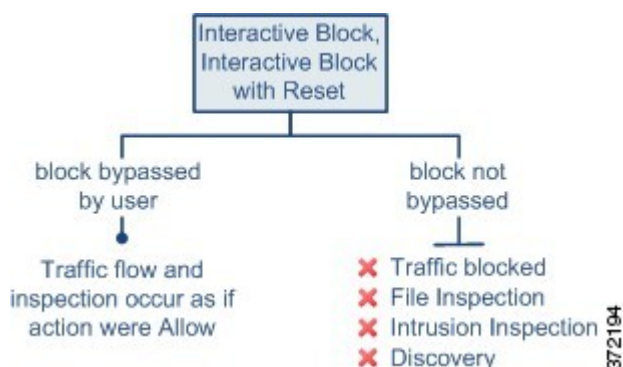 Interactive Block,
Interactive Block
with Reset
block bypassed
by user
Traffic flow and
inspection occur as if
action were Allow
block not
bypassed
Traffic blocked
File Inspection
Intrusion Inspection
Discovery
372194